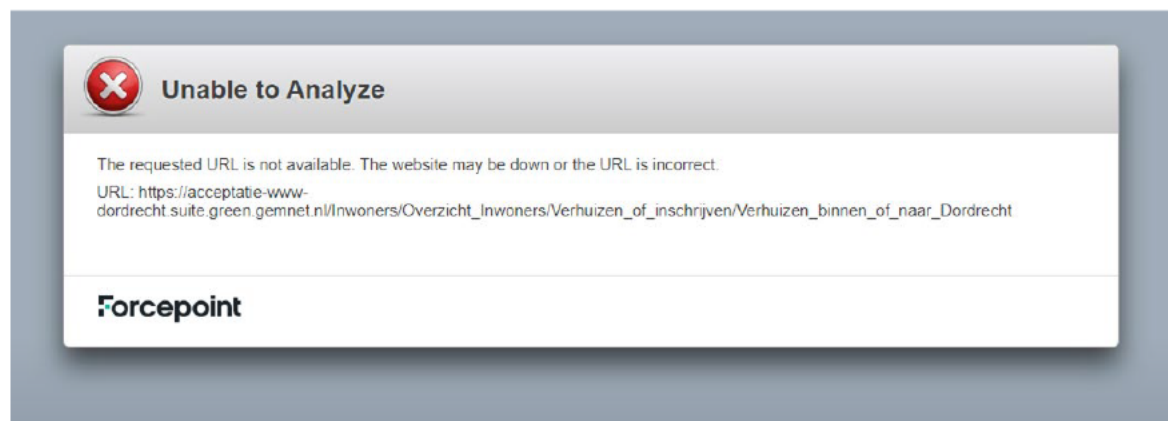 Unable to Analyze
The requested URL is not available. The website may be down or the URL is incorrect.
URL: https://acceptatie-www-
dordrecht.suite.green.gemnet.nl/Inwoners/Overzicht_Inwoners/Verhuizen_of_inschrijven/Verhuizen_binnen_of_naar_Dordrecht
Forcepoint